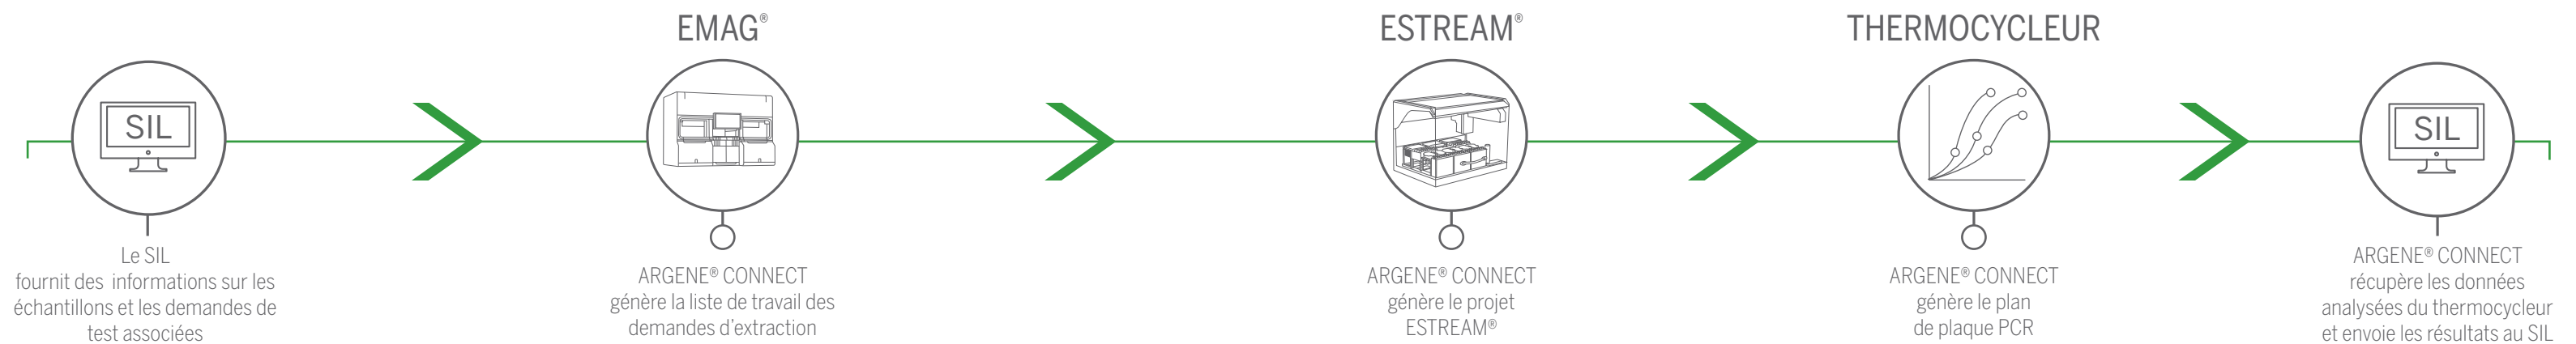 EMAG®
ESTREAM®
THERMOCYCLEUR
SIL
SIL
Le SIL
fournit des informations sur les
échantillons et les demandes de
test associées
ARGENE® CONNECT
génère la liste de travail des
demandes d'extraction
ARGENE® CONNECT
génère le projet
ESTREAM®
ARGENE® CONNECT
génère le plan
de plaque PCR
ARGENE® CONNECT
récupère les données
analysées du thermocycleur
et envoie les résultats au SIL